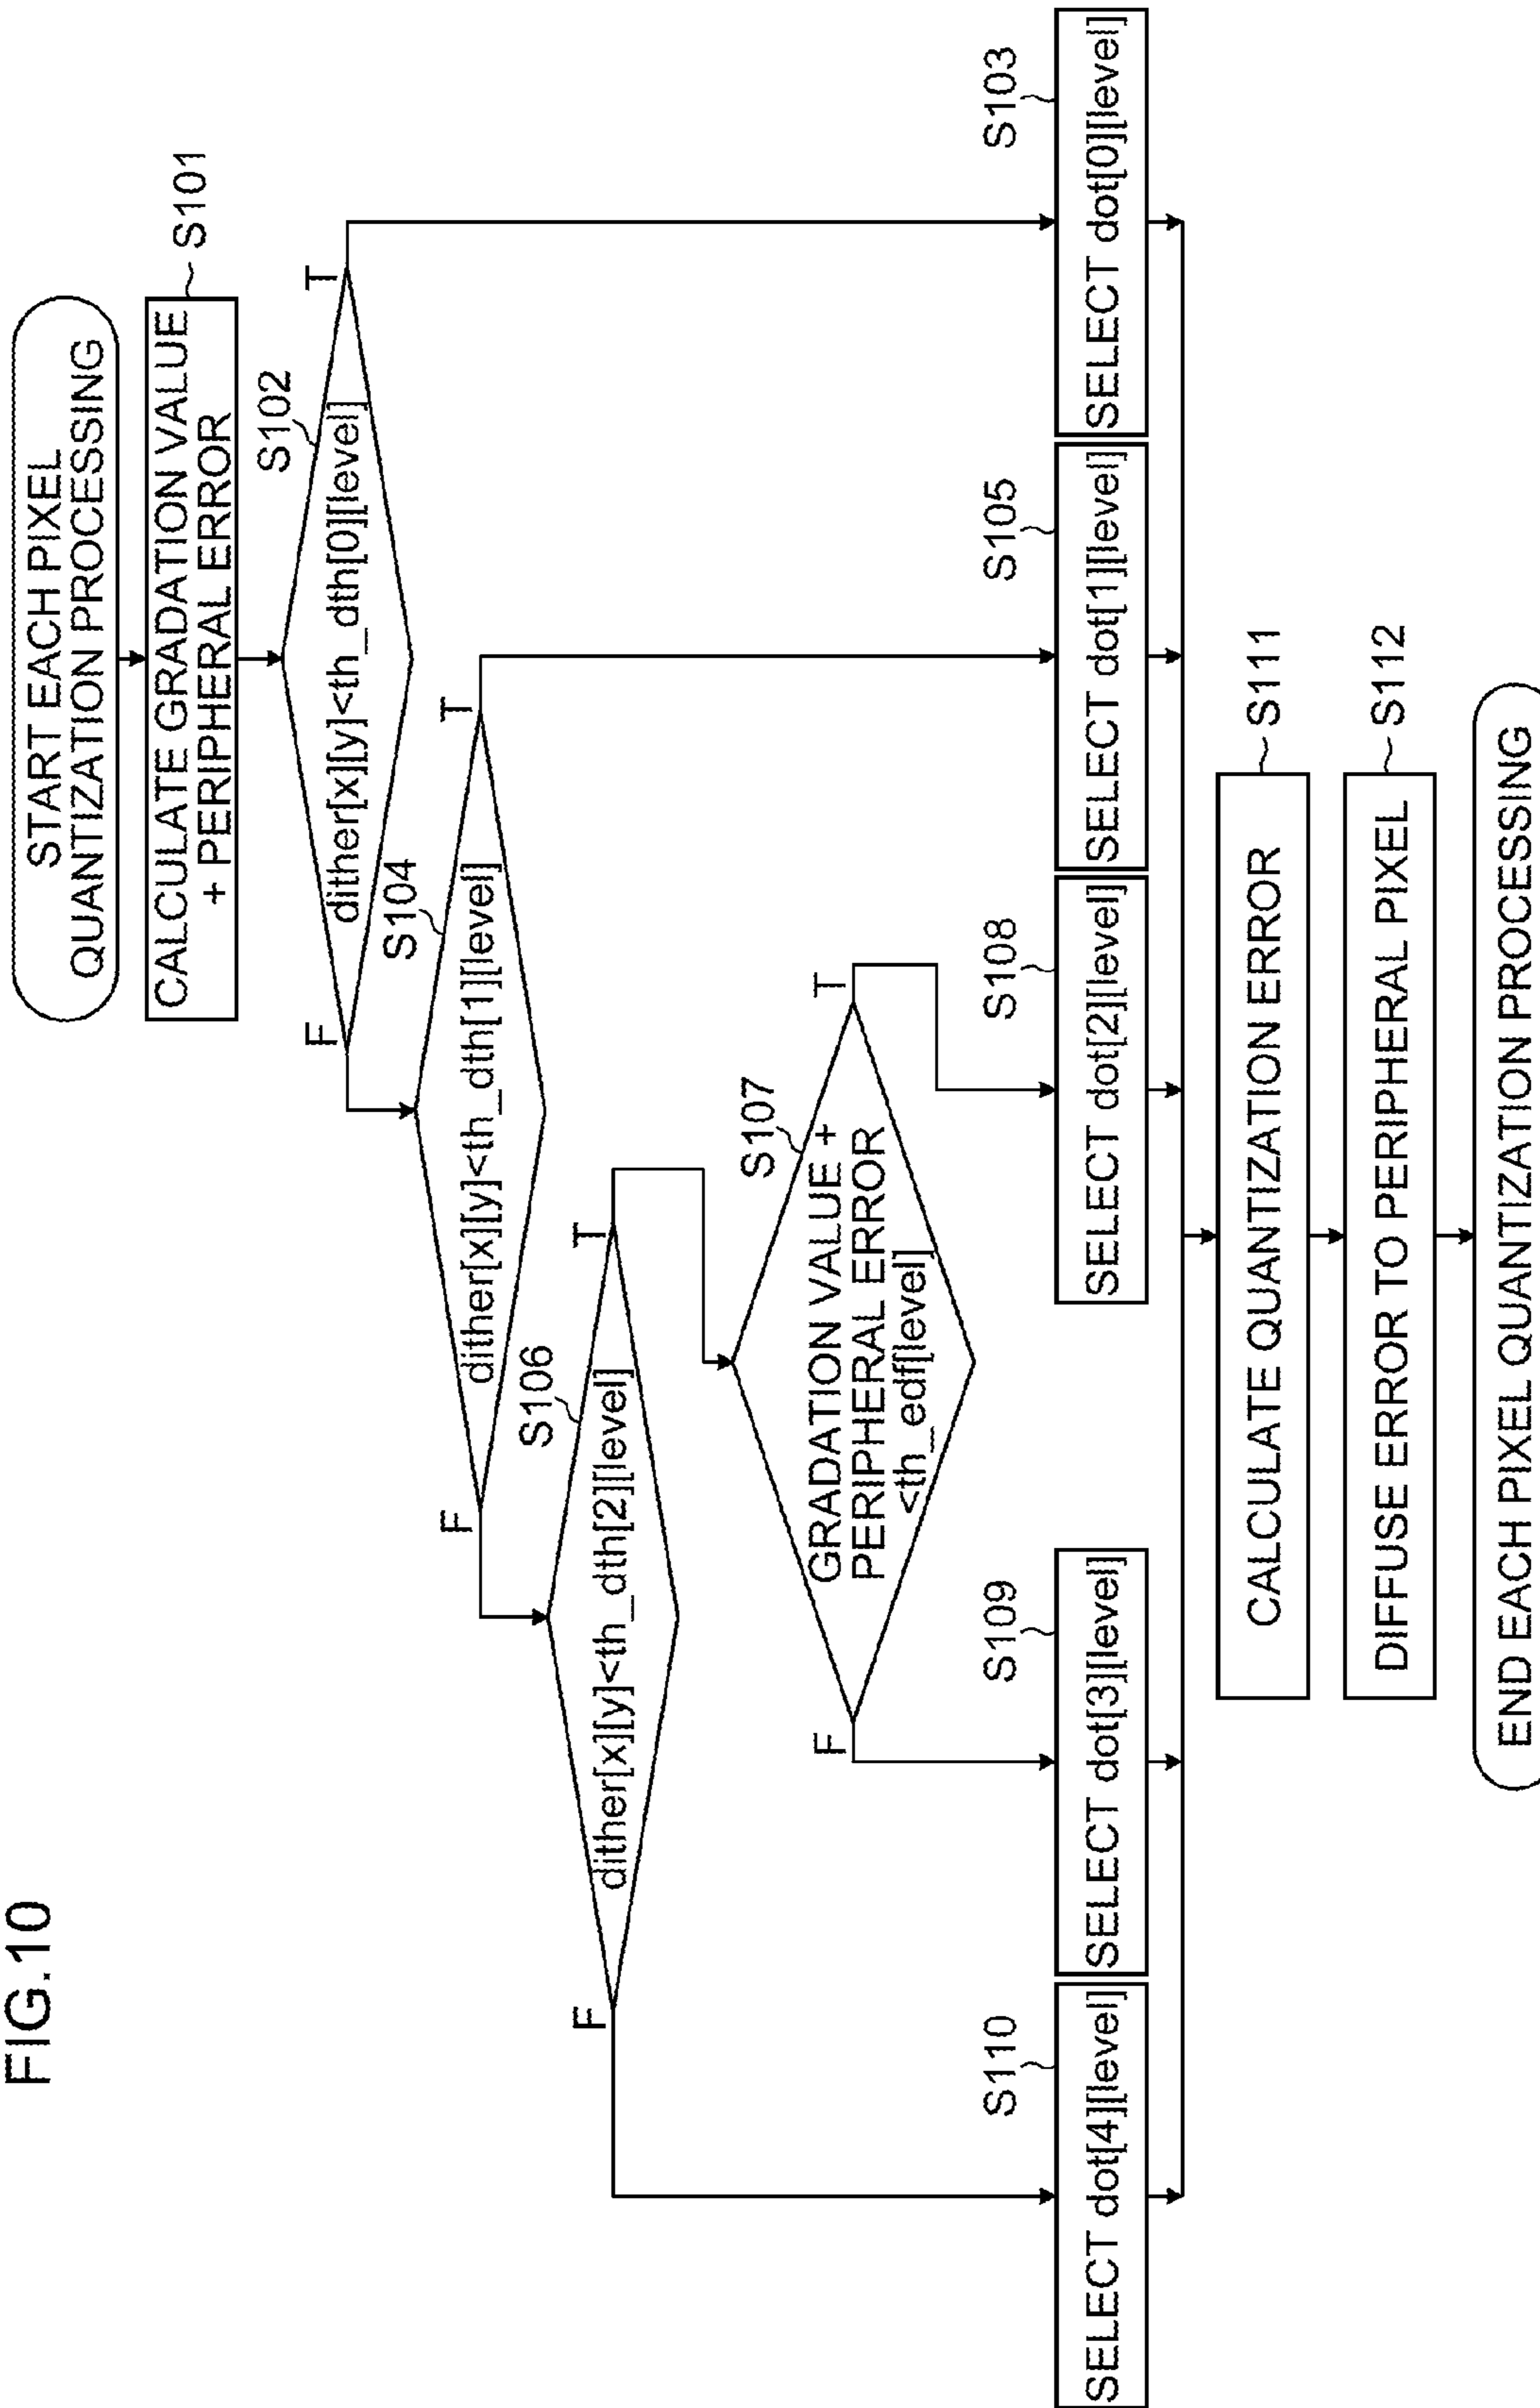 FIG.10
START EACH PIXEL
QUANTIZATION PROCESSING
CALCULATE GRADATION VALUE
+ PERIPHERAL ERROR
S101
S102
dither[x][y]<th_dth[0][level]
T
F
S104
dither[x][y]<th_dth[1][level]
T
F
S106
dither[x][y]<th_dth[2][level]
T
F
S107
GRADATION VALUE +
PERIPHERAL ERROR
<th_edf[level]
T
F
S110
SELECT dot[4][level]
S109
SELECT dot[3][level]
S108
SELECT dot[2][level]
S105
SELECT dot[1][level]
S103
SELECT dot[0][level]
CALCULATE QUANTIZATION ERROR
S111
DIFFUSE ERROR TO PERIPHERAL PIXEL
S112
END EACH PIXEL QUANTIZATION PROCESSING